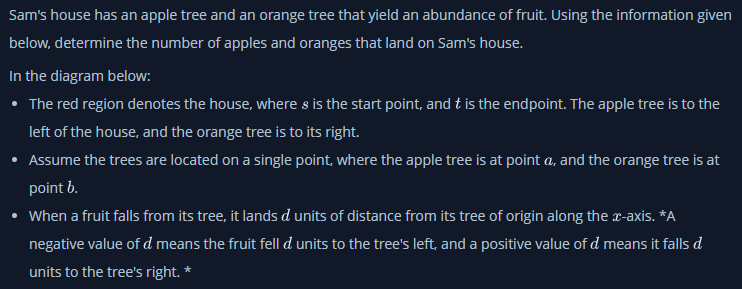 Sam's house has an apple tree and an orange tree that yield an abundance of fruit. Using the information given
below, determine the number of apples and oranges that land on Sam's house.
In the diagram below:
• The red region denotes the house, where s is the start point, and t is the endpoint. The apple tree is to the
left of the house, and the orange tree is to its right.
• Assume the trees are located on a single point, where the apple tree is at point a, and the orange tree is at
point b.
• When a fruit falls from its tree, it lands d units of distance from its tree of origin along the x-axis. *A
negative value of d means the fruit fell d units to the tree's left, and a positive value of d means it falls d
units to the tree's right. *